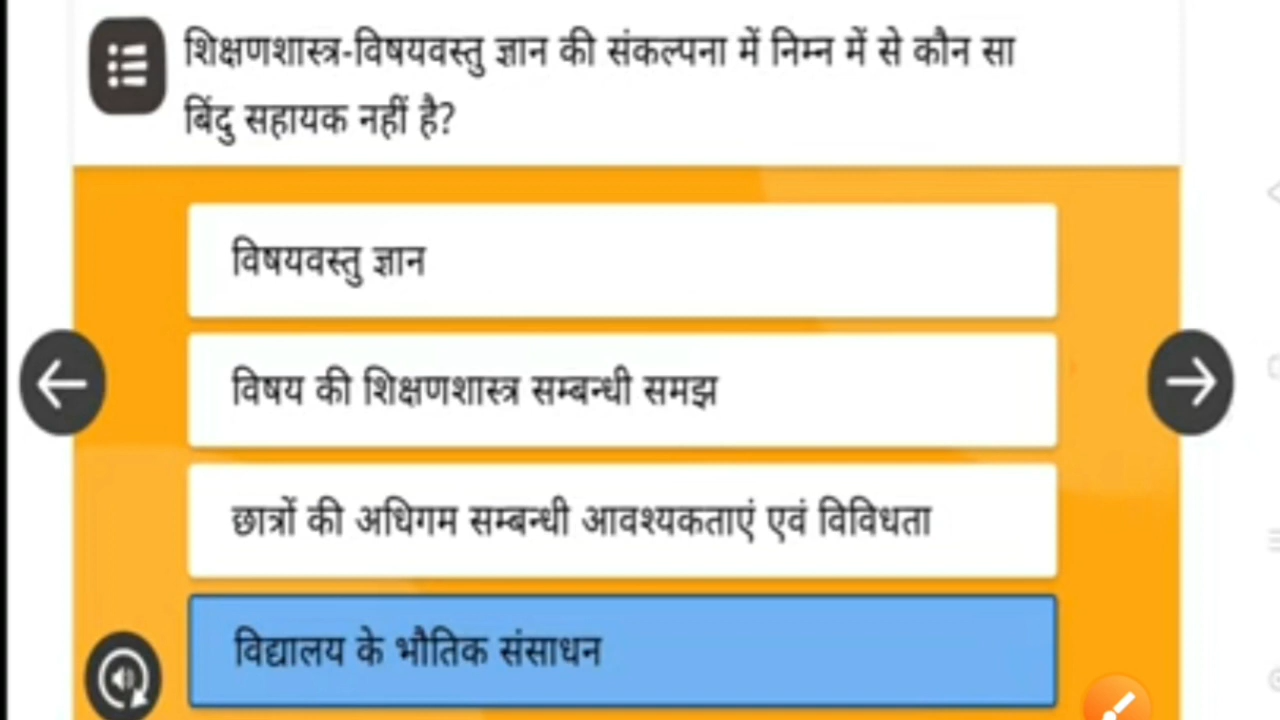 शिक्षणशास्त्र-विषयवस्तु ज्ञान की संकल्पना में निम्न में से कौन सा
बिंदु सहायक नहीं है?
विषयवस्तु ज्ञान
विषय की शिक्षणशास्त्र सम्बन्धी समझ
छात्रों की अधिगम सम्बन्धी आवश्यकताएं एवं विविधता
विद्यालय के भौतिक संसाधन